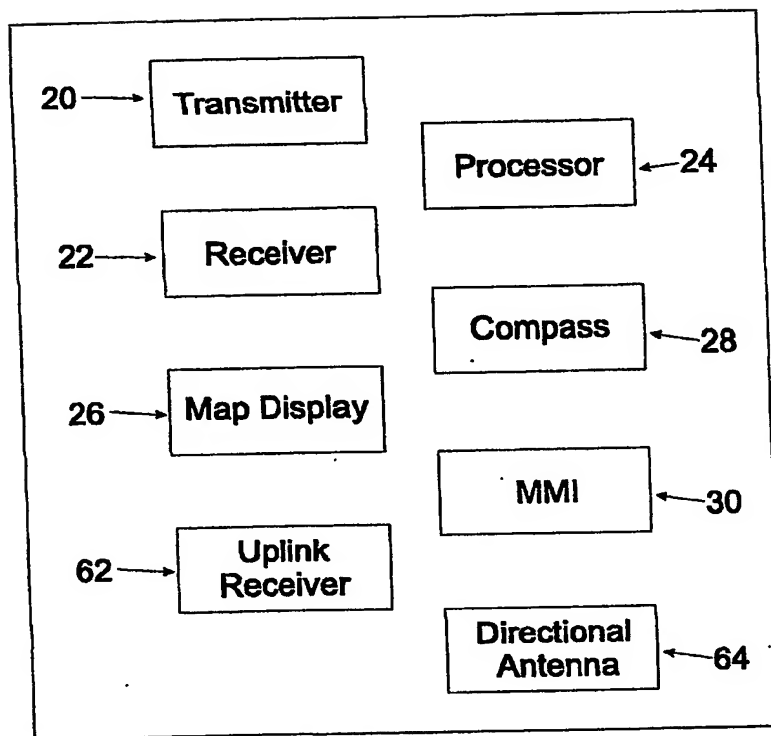 20
Transmitter
Processor
24
22
Receiver
Compass
28
26
Map Display
MMI
30
62
Uplink
Receiver
Directional
Antenna
64